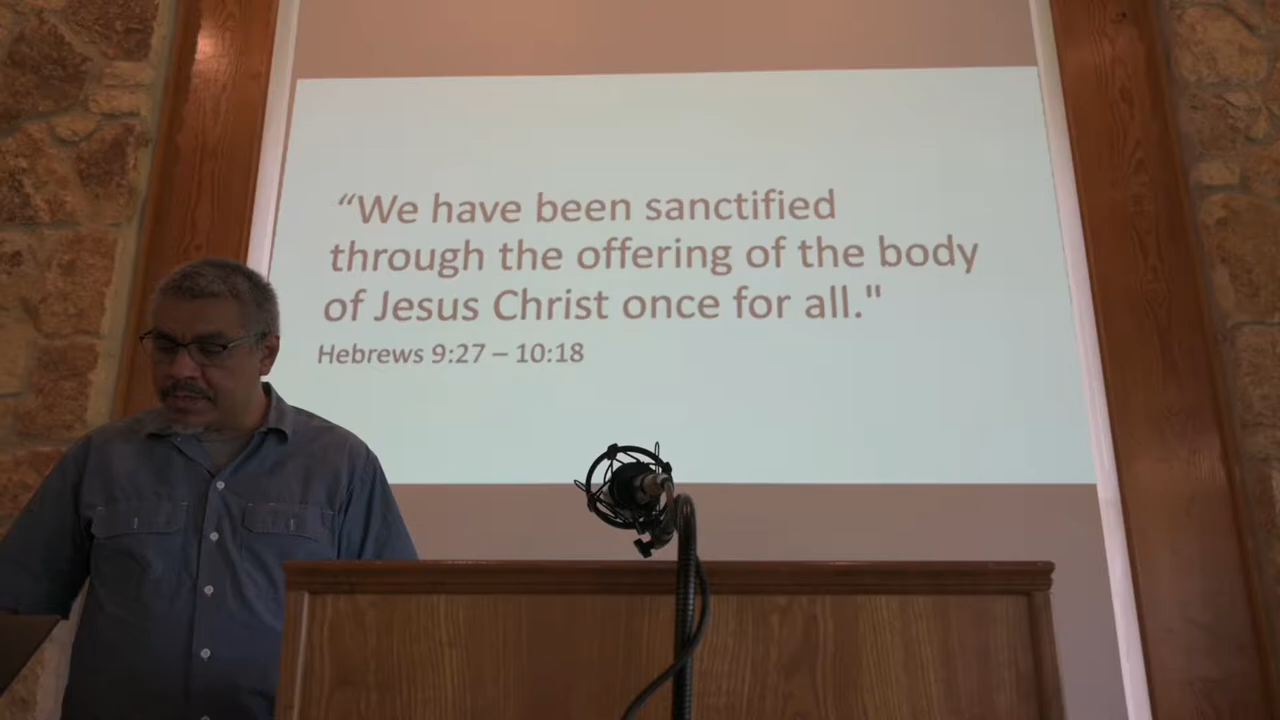 “We have been sanctified
through the offering of the body
of Jesus Christ once for all."
Hebrews 9:27 – 10:18